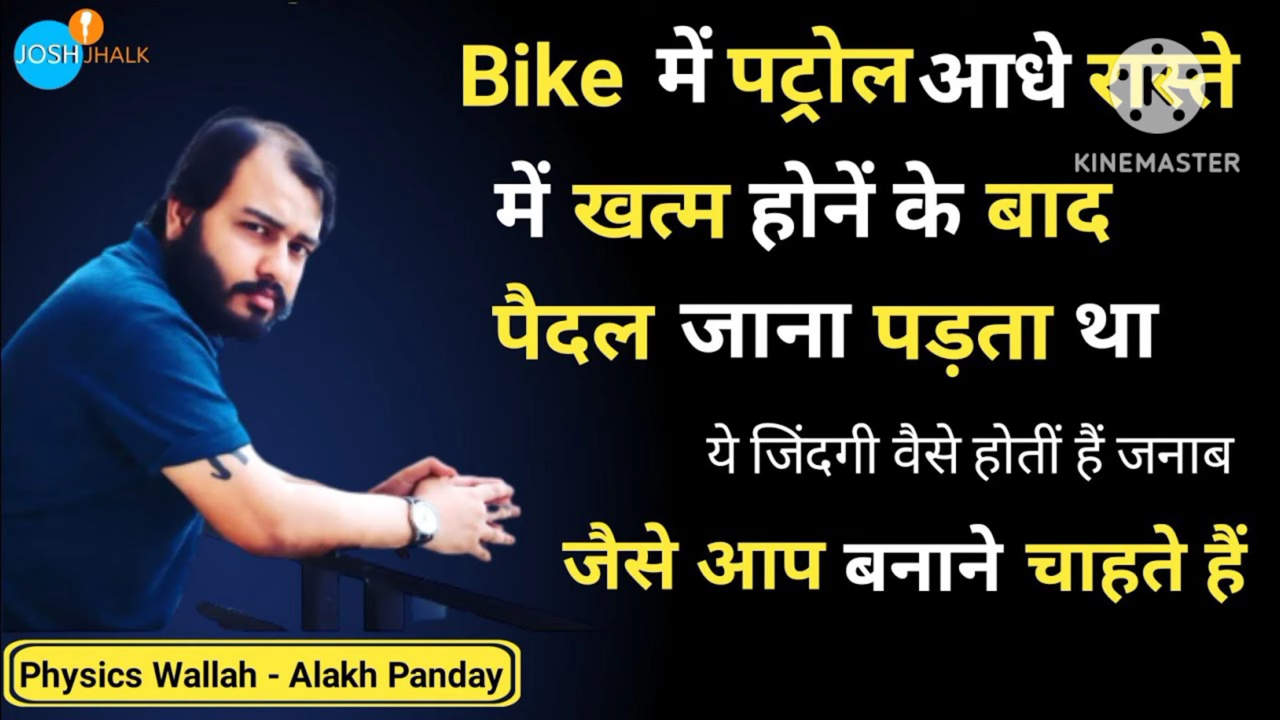 JOSH JHALK
Bike में पट्रोल आधे रास्ते
KINEMASTER
में खत्म होनें के बाद
पैदल जाना पड़ता था
ये जिंदगी वैसे होतीं हैं जनाब
जैसे आप बनाने चाहते हैं
Physics Wallah - Alakh Panday